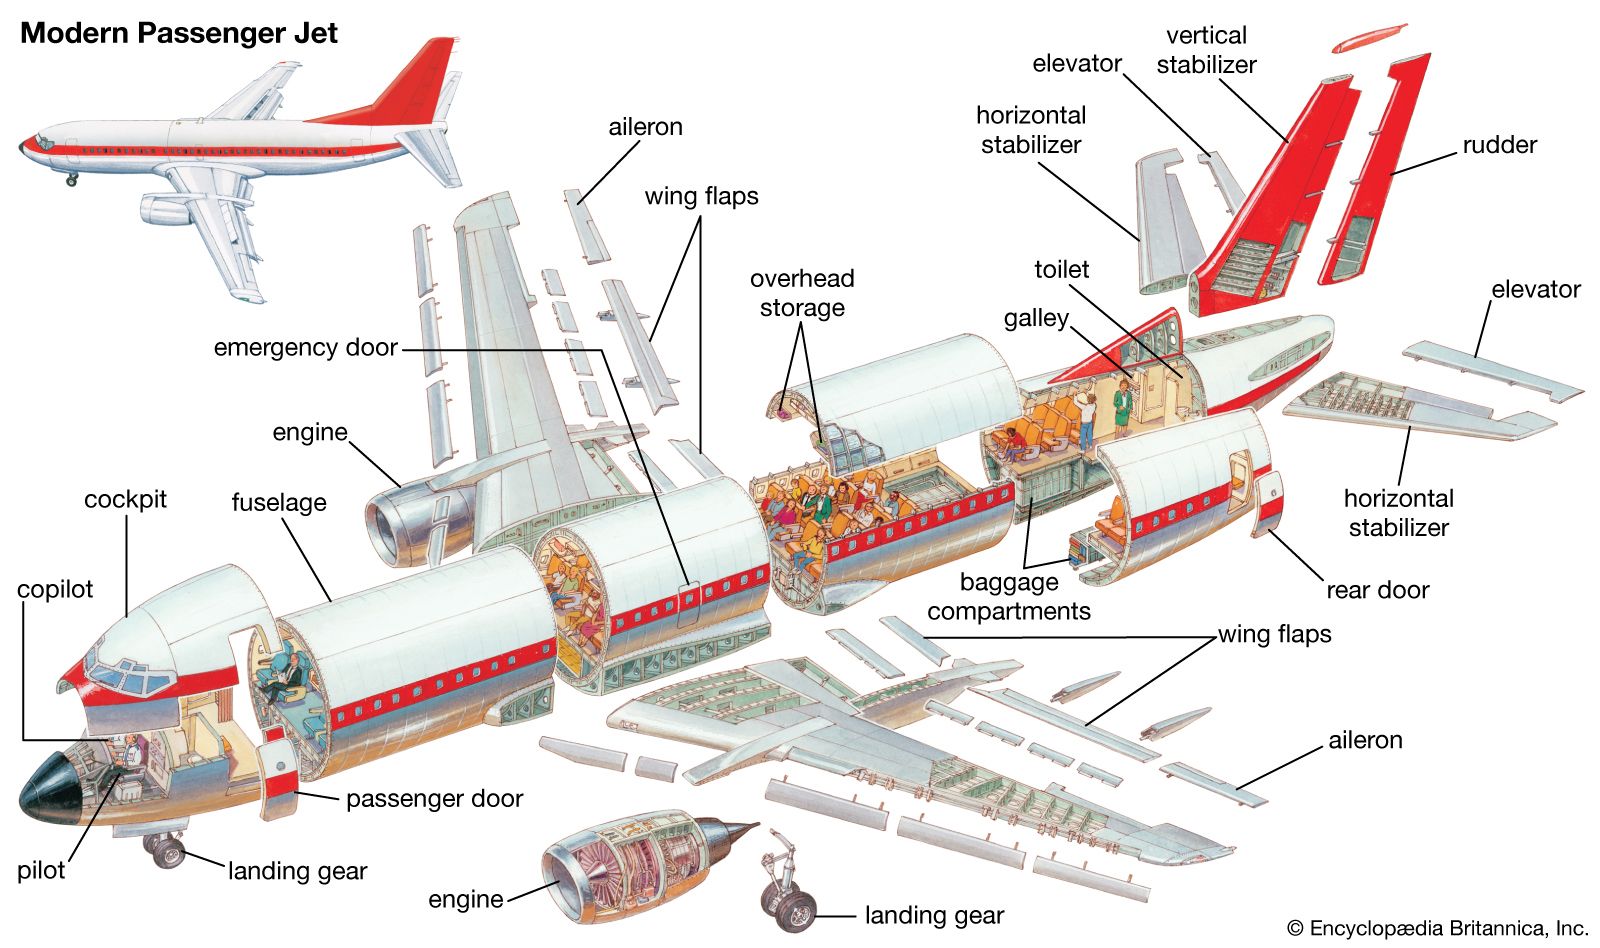 Modern Passenger Jet
vertical
stabilizer
elevator
horizontal
stabilizer
aileron
rudder
wing flaps
toilet
overhead
storage
galley
elevator
emergency door
engine
cockpit
fuselage
horizontal
stabilizer
copilot
baggage
compartments
rear door
wing flaps
aileron
passenger door
pilot
landing gear
engine
landing gear
© Encyclopædia Britannica, Inc.